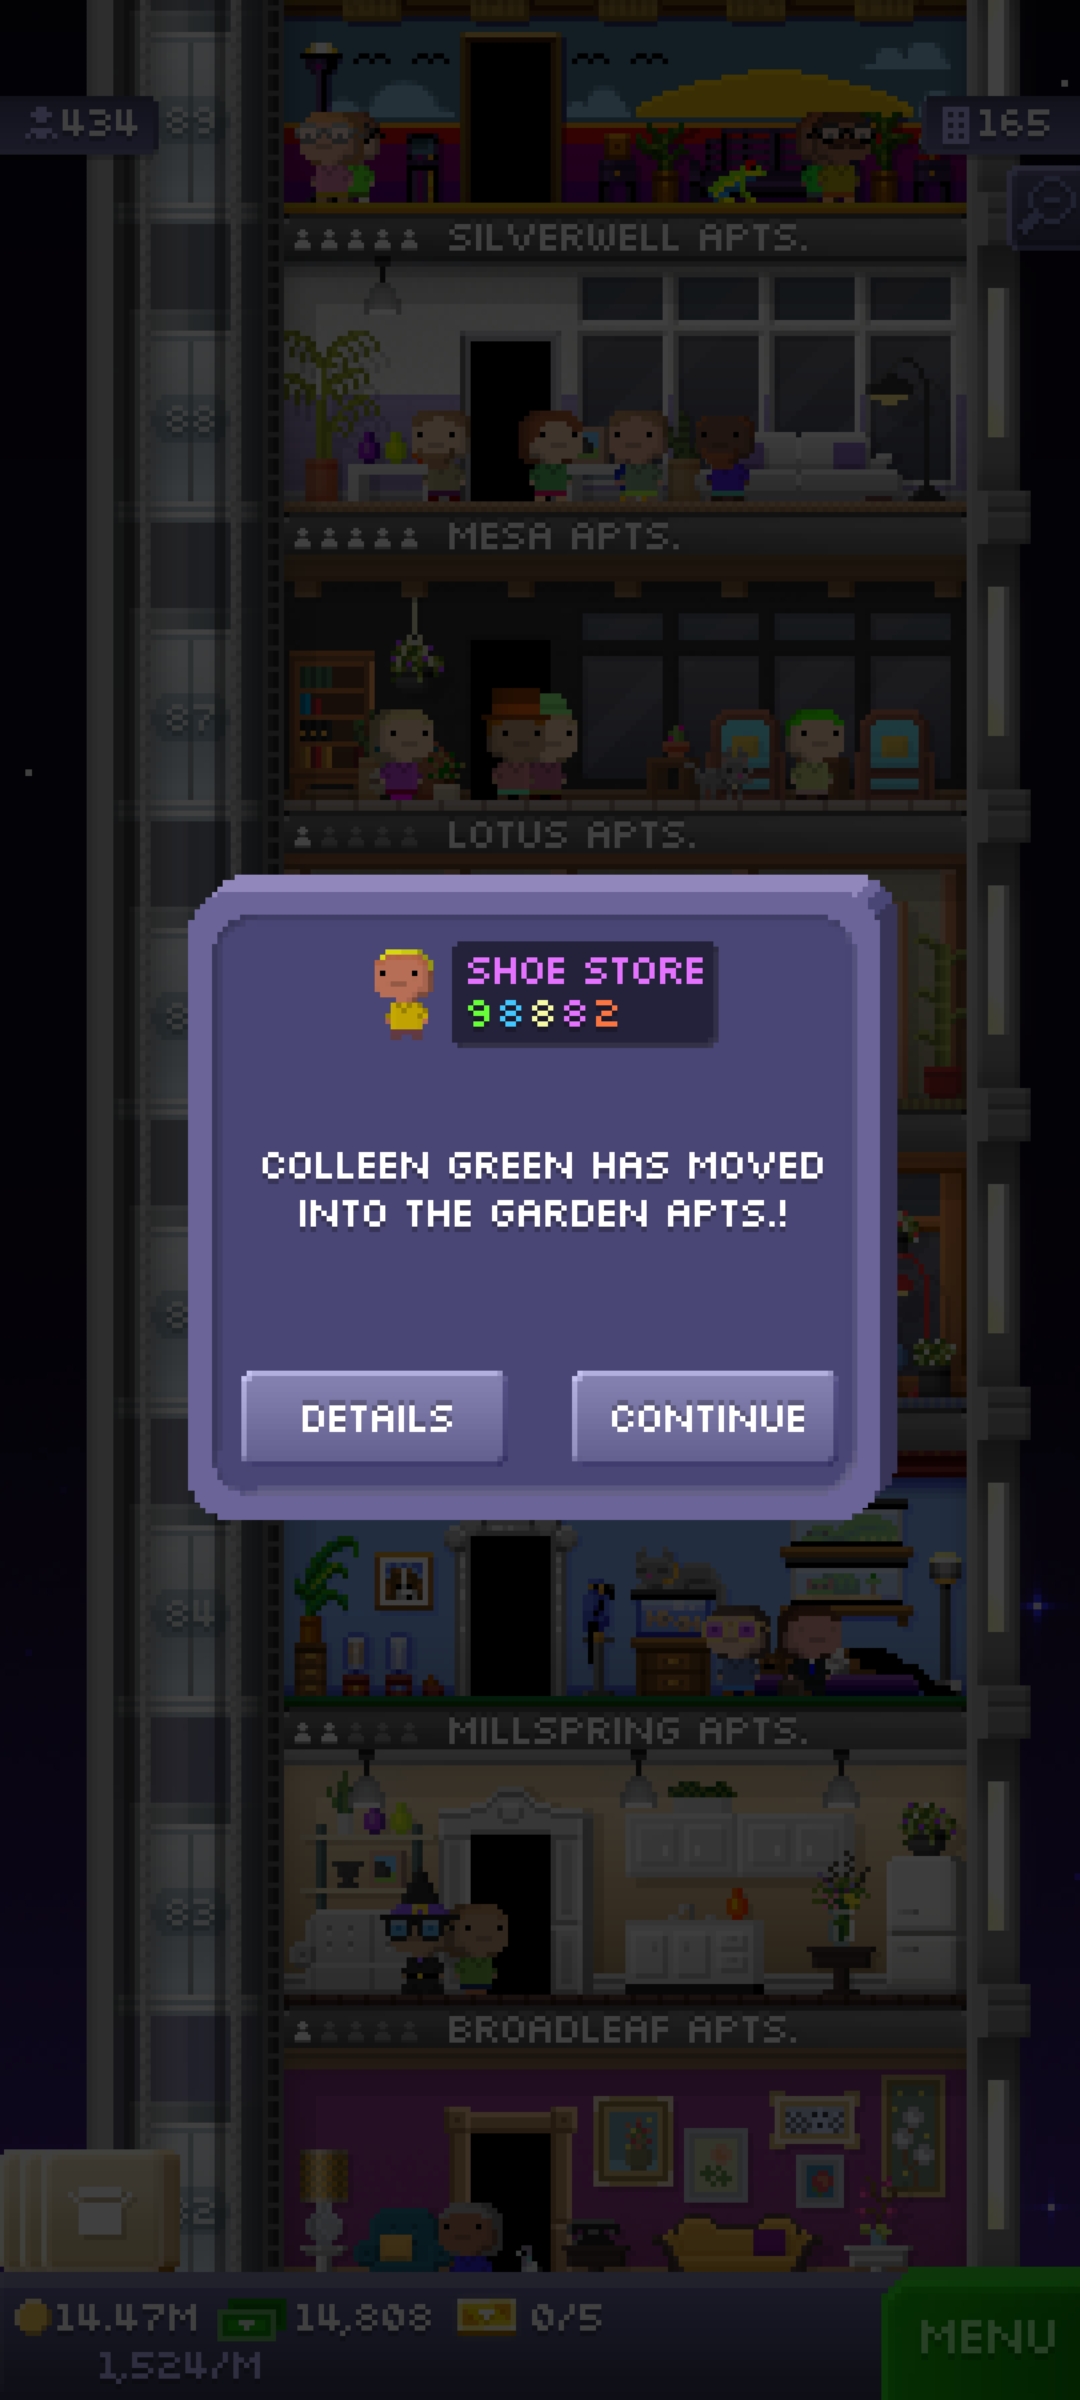 434
89
165
SILVERWELL APTS.
88
MESA APTS.
87
LOTUS APTS.
SHOE STORE
98882
COLLEEN GREEN HAS MOVED
INTO THE GARDEN APTS.!
DETAILS
CONTINUE
84
MILLSPRING APTS.
83
BROADLEAF APTS.
14.47M
14,808
0/5
MENU
1,524/M